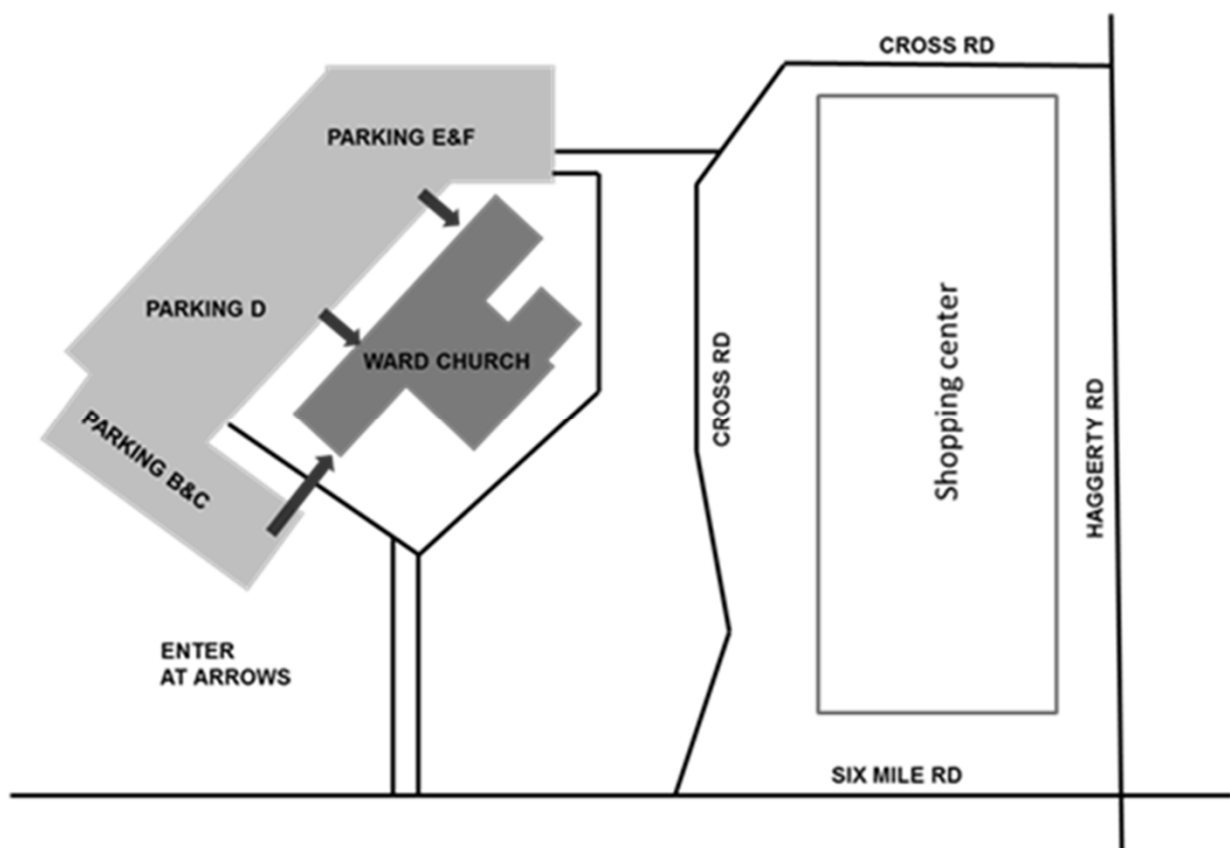 CROSS RD
PARKING E&F
PARKING D
WARD CHURCH
PARKING B&C
CROSS RD
Shopping center
HAGGERTY RD
ENTER
AT ARROWS
SIX MILE RD